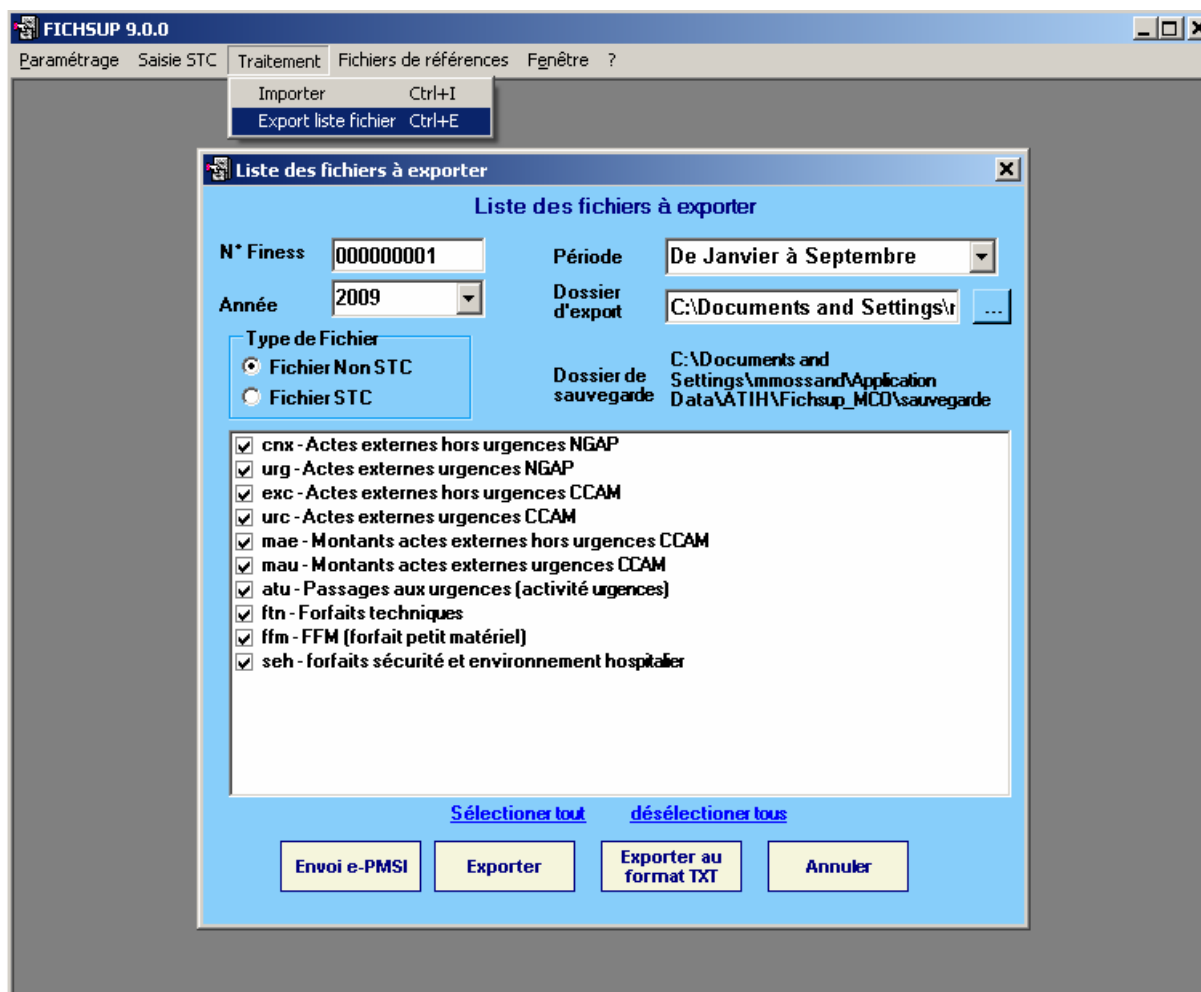 FICHSUP 9.0.0
Paramétrage Saisie STC Traitement Fichiers de références Fenêtre ?
Importer Ctrl+I
Export liste fichier Ctrl+E
Liste des fichiers à exporter
Liste des fichiers à exporter
N° Finess 000000001 Période De Janvier à Septembre
Année 2009 Dossier d'export C:\Documents and Settings\r ...
Type de Fichier
Fichier Non STC
Fichier STC
Dossier de sauvegarde
C:\Documents and
Settings\mmossand\Application
Data\ATIH\Fichsup_MCO\sauvegarde
cnx - Actes externes hors urgences NGAP
urg - Actes externes urgences NGAP
exc - Actes externes hors urgences CCAM
urc - Actes externes urgences CCAM
mae - Montants actes externes hors urgences CCAM
mau - Montants actes externes urgences CCAM
atu - Passages aux urgences (activité urgences)
ftn - Forfaits techniques
ffm - FFM (forfait petit matériel)
seh - forfaits sécurité et environnement hospitalier
Sélectioner tout désélectioner tous
Envoi e-PMSI Exporter Exporter au format TXT Annuler